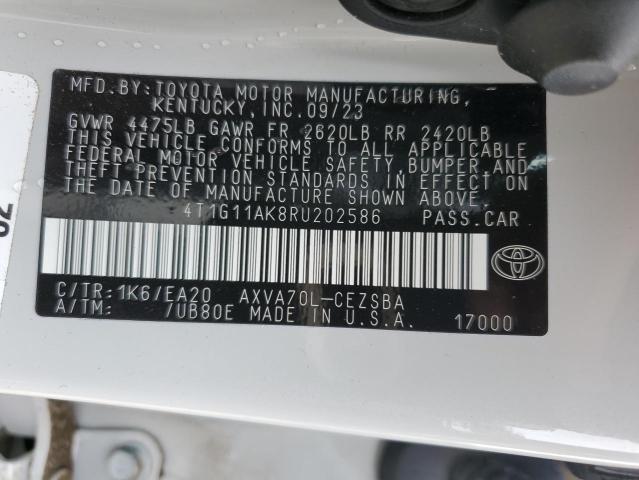 MFD. BY: TOYOTA MOTOR MANUFACTURING,
KENTUCKY, INC. 09/23
GVWR 4475LB GAWR FR 2620LB RR 2420LB
THIS VEHICLE CONFORMS TO ALL APPLICABLE
FEDERAL MOTOR VEHICLE SAFETY, BUMPER, AND
THEFT PREVENTION STANDARDS IN EFFECT ON
THE DATE OF MANUFACTURE SHOWN ABOVE.
4T1G11AK8RU202586 PASS. CAR
C/TR: 1K6/EA20 AXVA70L-CEZSBA
A/TM: /UB80E MADE IN U.S.A. 17000